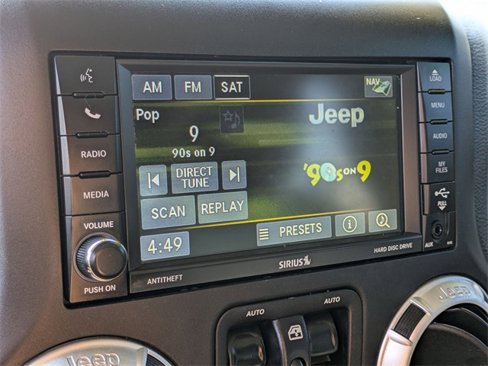 AM FM SAT NAV
LOAD
Pop
Jeep
MENU
9
RADIO
90s on 9
AUDIO
DIRECT
TUNE
'90s ON 9
MY
FILES
MEDIA
SCAN REPLAY
PULL
VOLUME
4:49 PRESETS i
AUX
PUSH ON
ANTITHEFT SIRIUS HARD DISC DRIVE
AUTO AUTO
Jeep
Jeep